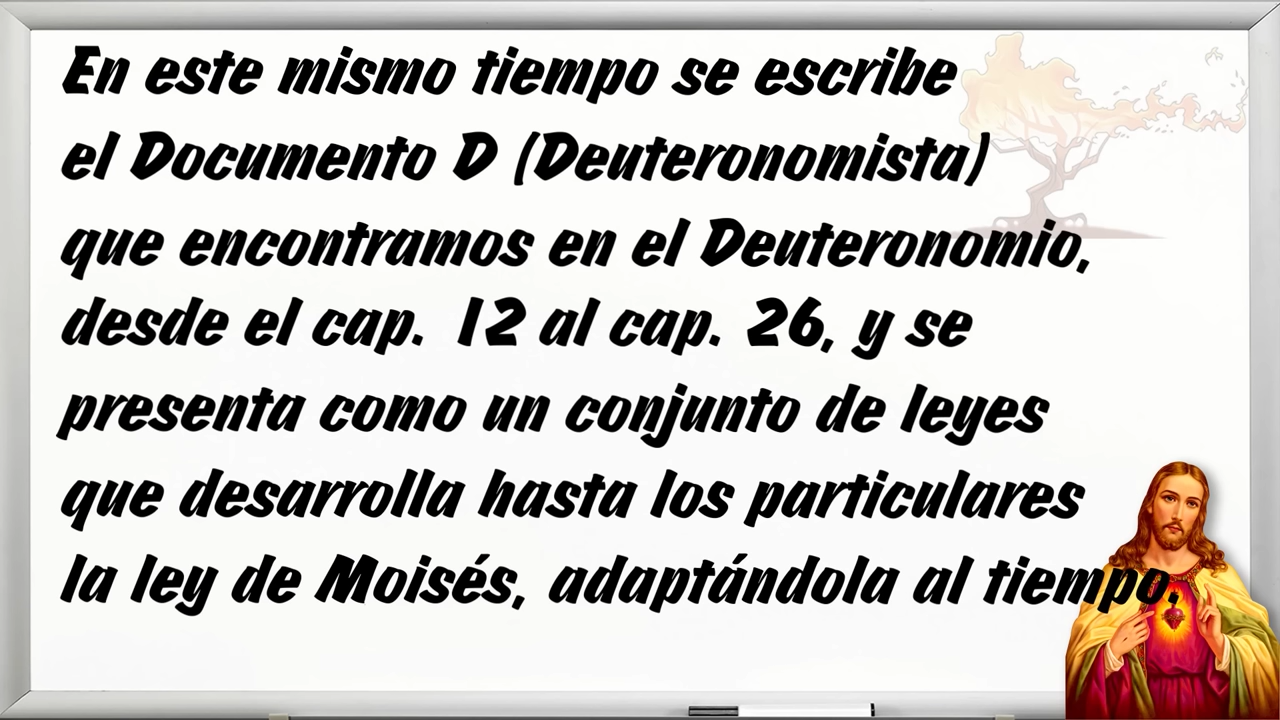 En este mismo tiempo se escribe
el Documento D (Deuteronomista)
que encontramos en el Deuteronomio,
desde el cap. 12 al cap. 26, y se
presenta como un conjunto de leyes
que desarrolla hasta los particulares
la ley de Moisés, adaptándola al tiempo.